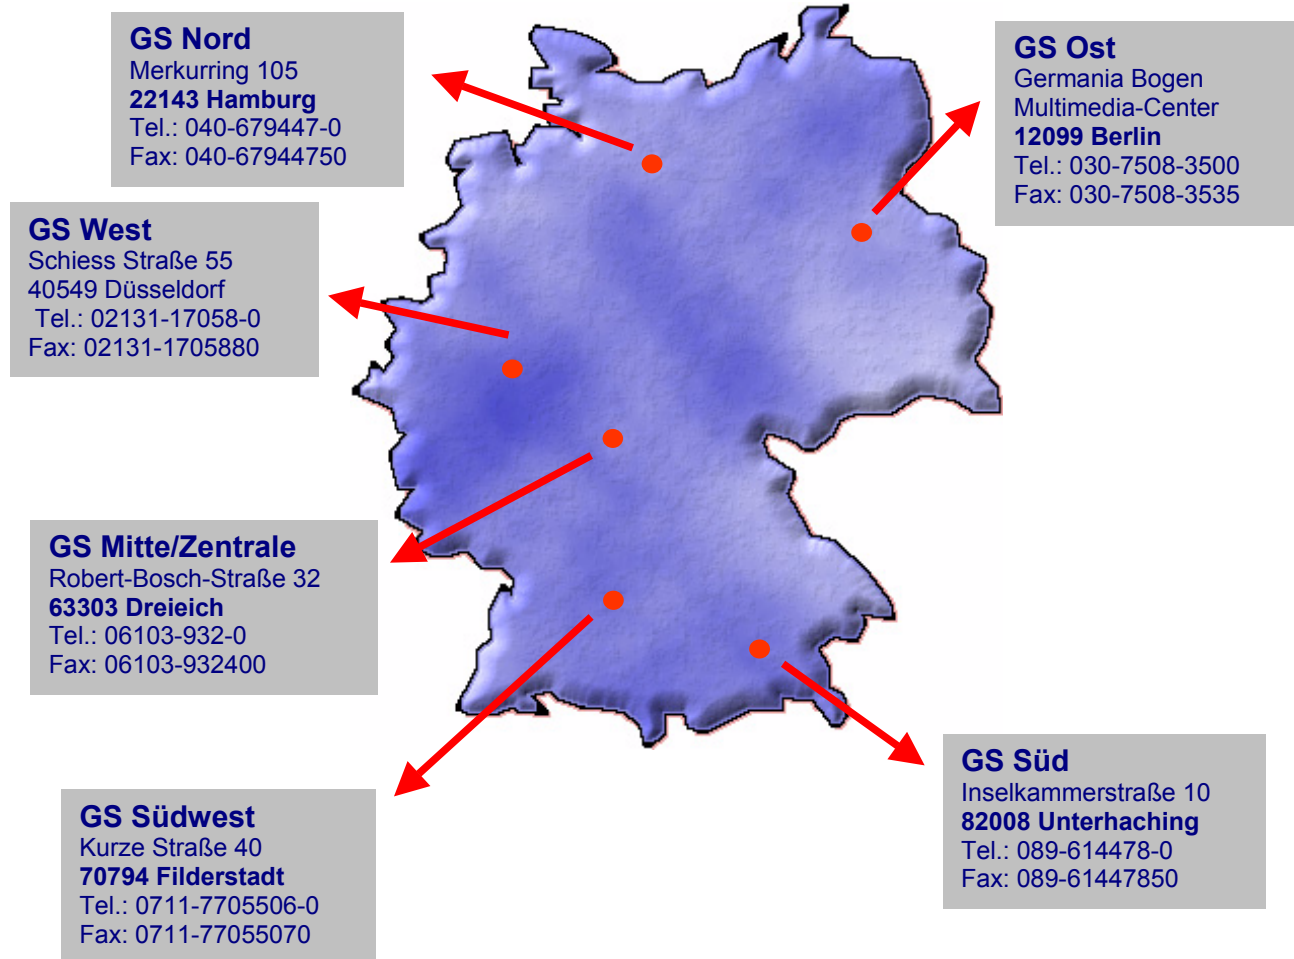 GS Nord
Merkurring 105
22143 Hamburg
Tel.: 040-679447-0
Fax: 040-67944750
GS Ost
Germania Bogen
Multimedia-Center
12099 Berlin
Tel.: 030-7508-3500
Fax: 030-7508-3535
GS West
Schiess Straße 55
40549 Düsseldorf
Tel.: 02131-17058-0
Fax: 02131-1705880
GS Mitte/Zentrale
Robert-Bosch-Straße 32
63303 Dreieich
Tel.: 06103-932-0
Fax: 06103-932400
GS Südwest
Kurze Straße 40
70794 Filderstadt
Tel.: 0711-7705506-0
Fax: 0711-77055070
GS Süd
Inselkammerstraße 10
82008 Unterhaching
Tel.: 089-614478-0
Fax: 089-61447850